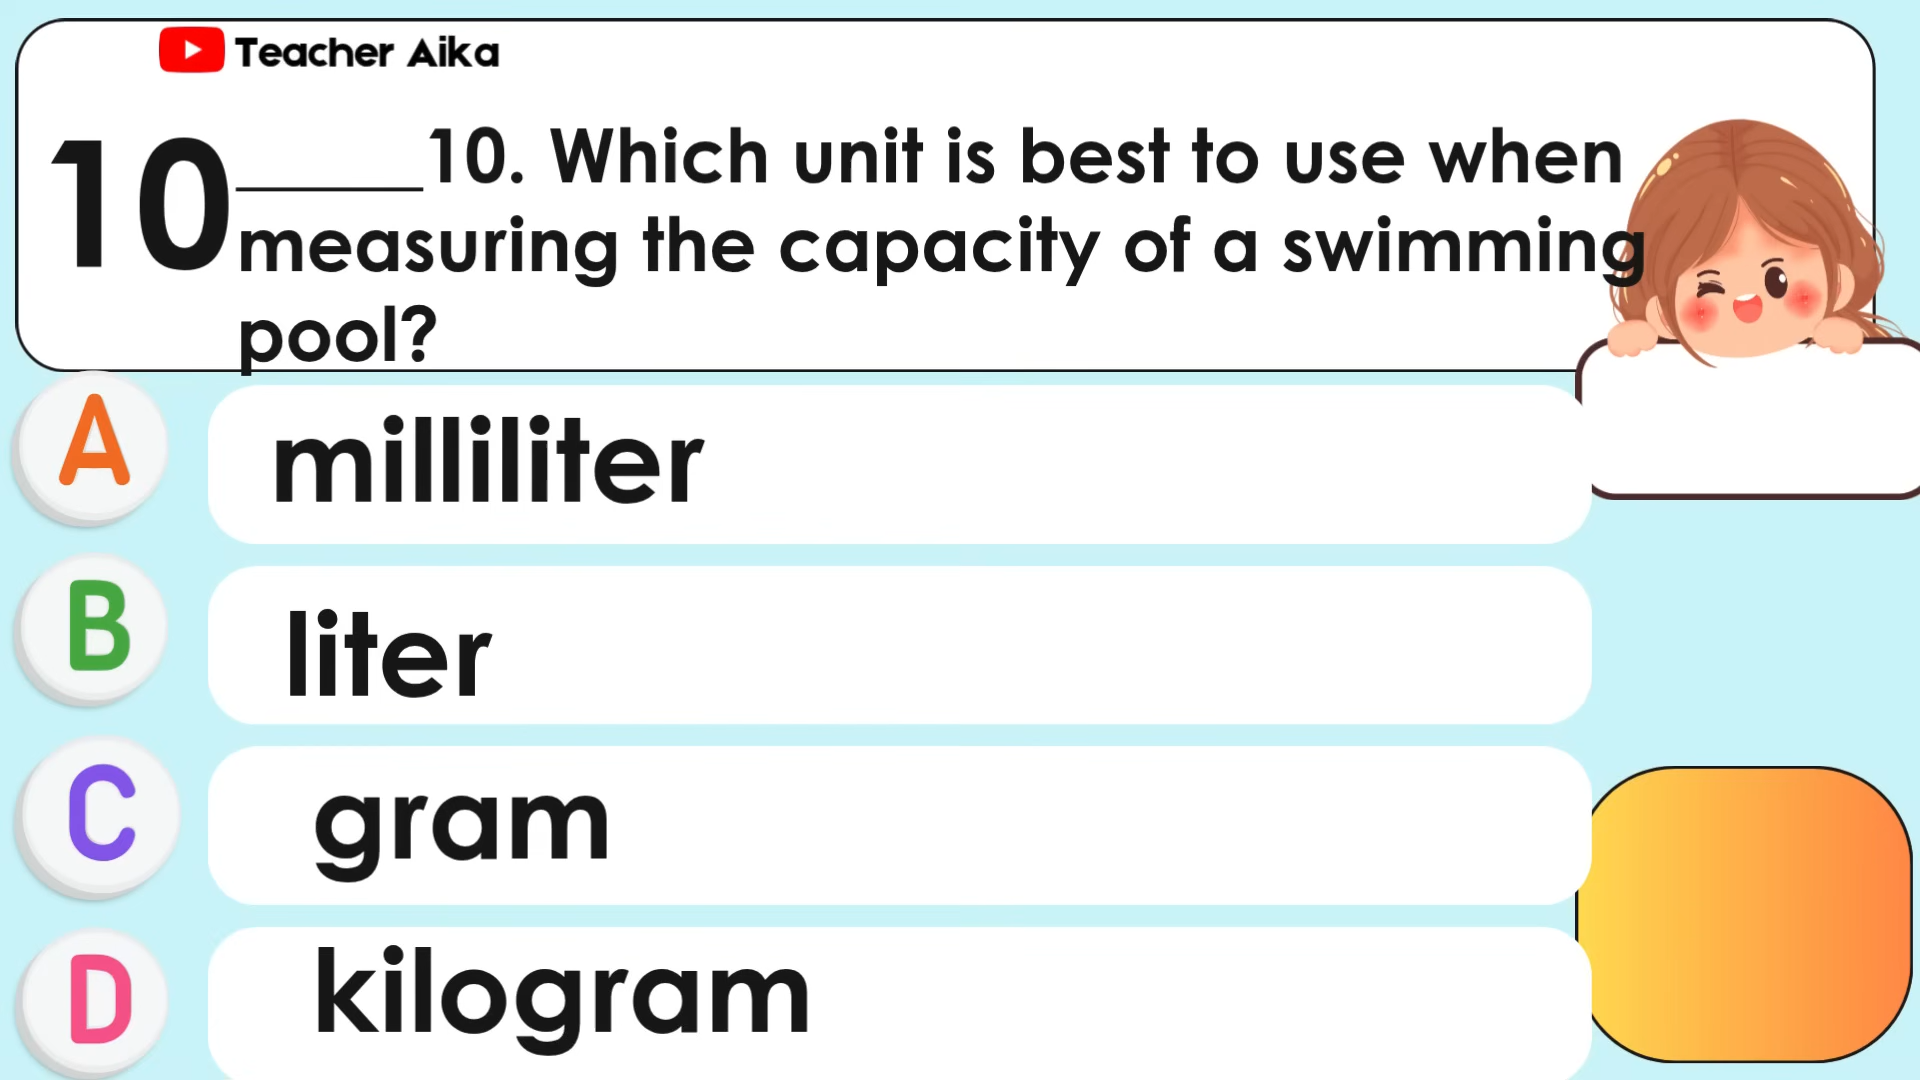 Teacher Aika
10
_____10. Which unit is best to use when
measuring the capacity of a swimming
pool?
A
milliliter
B
liter
C
gram
D
kilogram